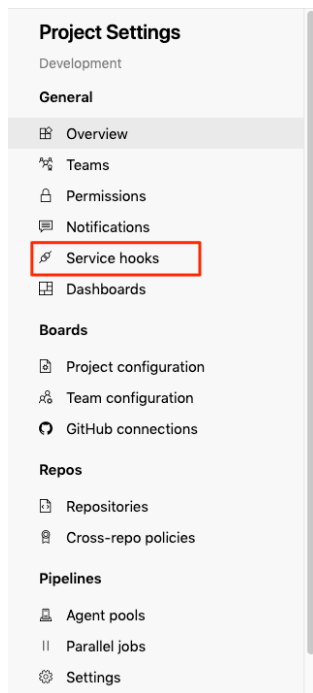 Project Settings
Development
General
Overview
Teams
Permissions
Notifications
Service hooks
Dashboards
Boards
Project configuration
Team configuration
GitHub connections
Repos
Repositories
Cross-repo policies
Pipelines
Agent pools
Parallel jobs
Settings